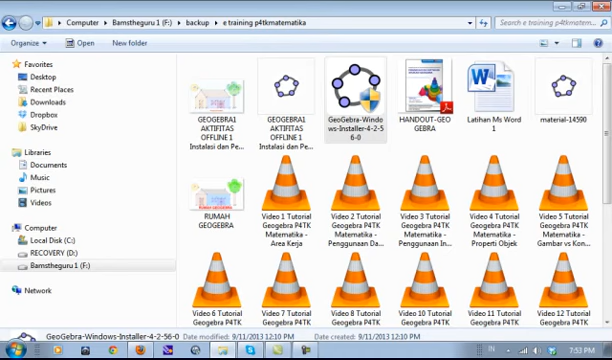 Computer ▸ Bamstheguru 1 (F:) ▸ backup ▸ e training p4tkmatematika
Search e training p4tkmatem...
Organize
Open
New folder
Favorites
Desktop
Recent Places
Downloads
Dropbox
SkyDrive
Libraries
Documents
Music
Pictures
Videos
Computer
Local Disk (C:)
RECOVERY (D:)
Bamstheguru 1 (F:)
Network
GEOGEBRA1
AKTIFITAS
OFFLINE 1
Instalasi dan Pe...
GEOGEBRA1
AKTIFITAS
OFFLINE 1
Instalasi dan Pe...
GeoGebra-Windo
ws-Installer-4-2-5
6-0
HANDOUT-GEO
GEBRA
Latihan Ms Word
1
material-14590
RUMAH
GEOGEBRA
Video 1 Tutorial
Geogebra P4TK
Matematika -
Area Kerja
Video 2 Tutorial
Geogebra P4TK
Matematika -
Penggunaan Da...
Video 3 Tutorial
Geogebra P4TK
Matematika -
Penggunaan In...
Video 4 Tutorial
Geogebra P4TK
Matematika -
Properti Objek
Video 5 Tutorial
Geogebra P4TK
Matematika -
Gambar vs Kon...
Video 6 Tutorial
Geogebra P4TK
Video 7 Tutorial
Geogebra P4TK
Video 8 Tutorial
Geogebra P4TK
Video 10 Tutorial
Geogebra P4TK
Video 11 Tutorial
Geogebra P4TK
Video 12 Tutorial
Geogebra P4TK
GeoGebra-Windows-Installer-4-2-56-0 Date modified: 9/11/2013 12:10 PM Date created: 9/11/2013 12:10 PM
IN
7:53 PM